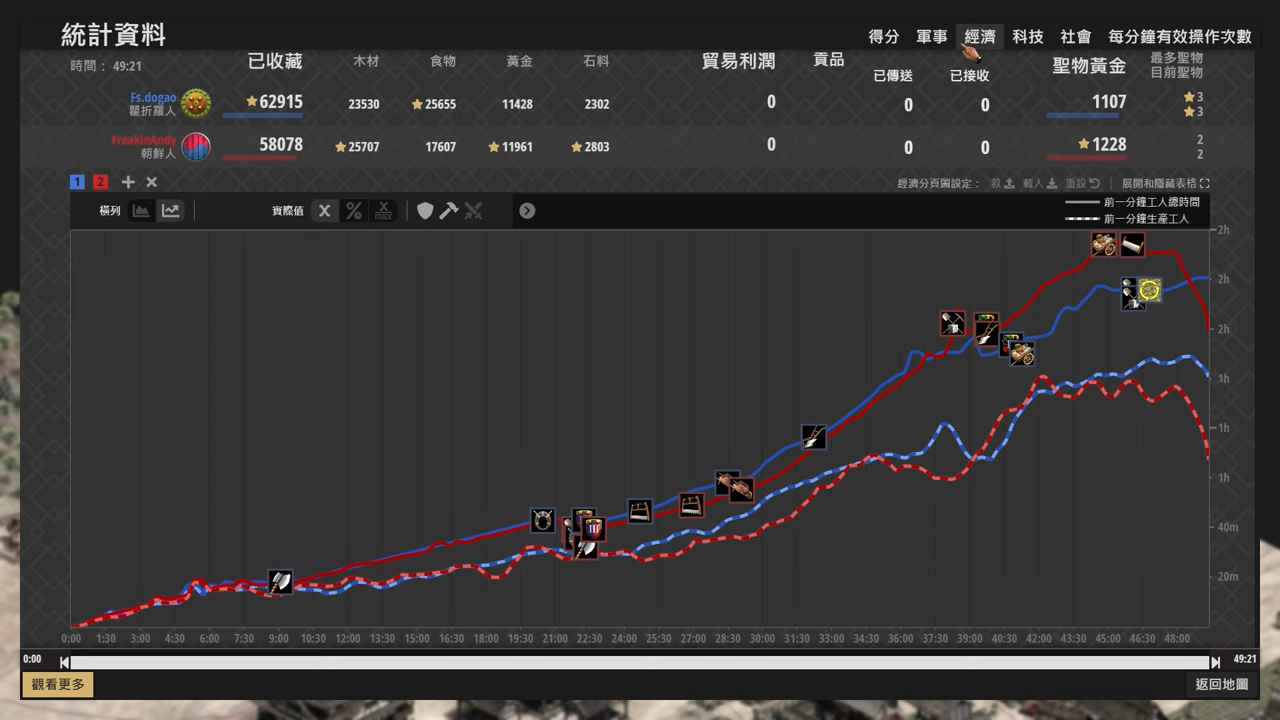 統計資料
得分 軍事 經濟 科技 社會 每分鐘有效操作次數
時間： 49:21
已收藏 木材 食物 黃金 石料 貿易利潤 貢品 已傳送 已接收 聖物黃金 最多聖物
目前聖物
Fs.dogao
瞿折羅人
62915 23530 25655 11428 2302 0 0 0 1107 3
3
FreakinAndy
朝鮮人
58078 25707 17607 11961 2803 0 0 0 1228 2
2
1 2
經濟分頁圖設定： 載入 重設 展開和隱藏表格
橫列 實際值 X % X
max
前一分鐘工人總時間
前一分鐘生產工人
2h
2h
2h
1h
1h
1h
40m
20m
0:00 1:30 3:00 4:30 6:00 7:30 9:00 10:30 12:00 13:30 15:00 16:30 18:00 19:30 21:00 22:30 24:00 25:30 27:00 28:30 30:00 31:30 33:00 34:30 36:00 37:30 39:00 40:30 42:00 43:30 45:00 46:30 48:00
0:00 49:21
觀看更多 返回地圖